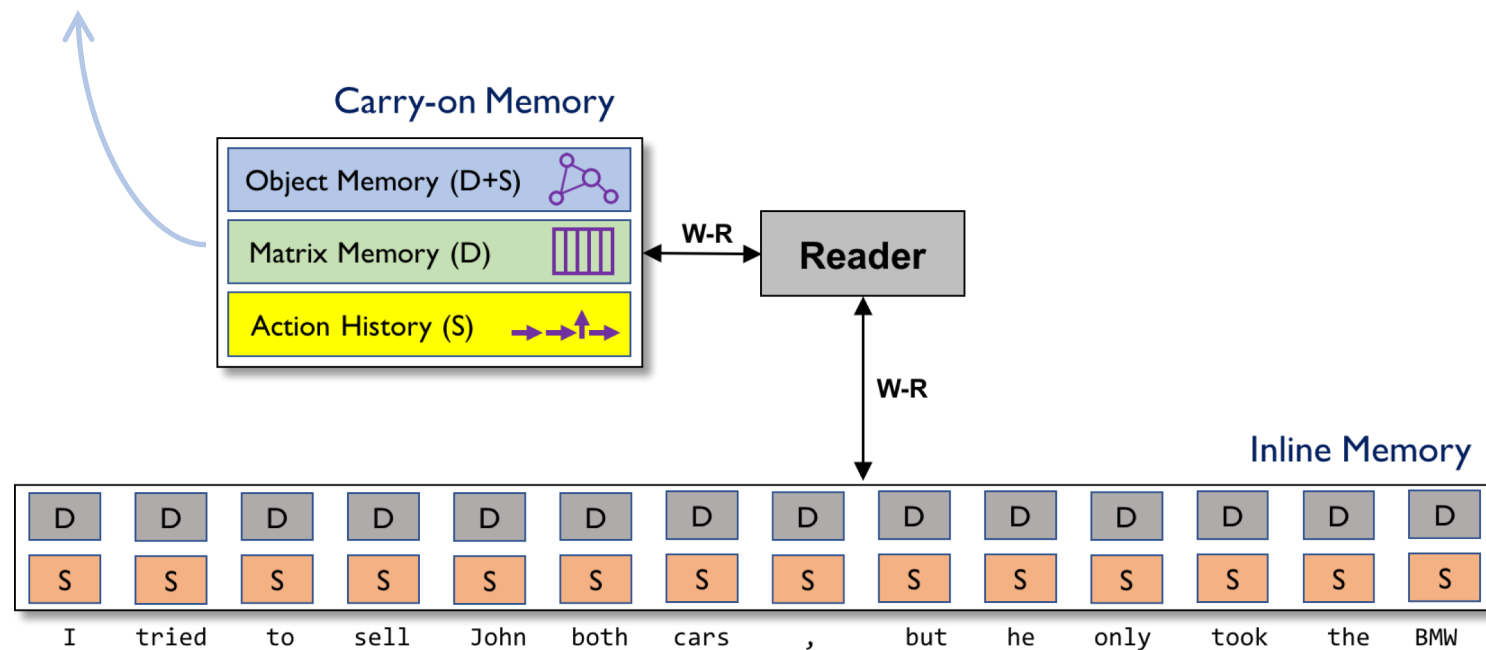 Carry-on Memory
Object Memory (D+S)
Matrix Memory (D)
Action History (S)
W-R
Reader
W-R
Inline Memory
D D D D D D D D D D D D D D
S S S S S S S S S S S S S S
I tried to sell John both cars , but he only took the BMW